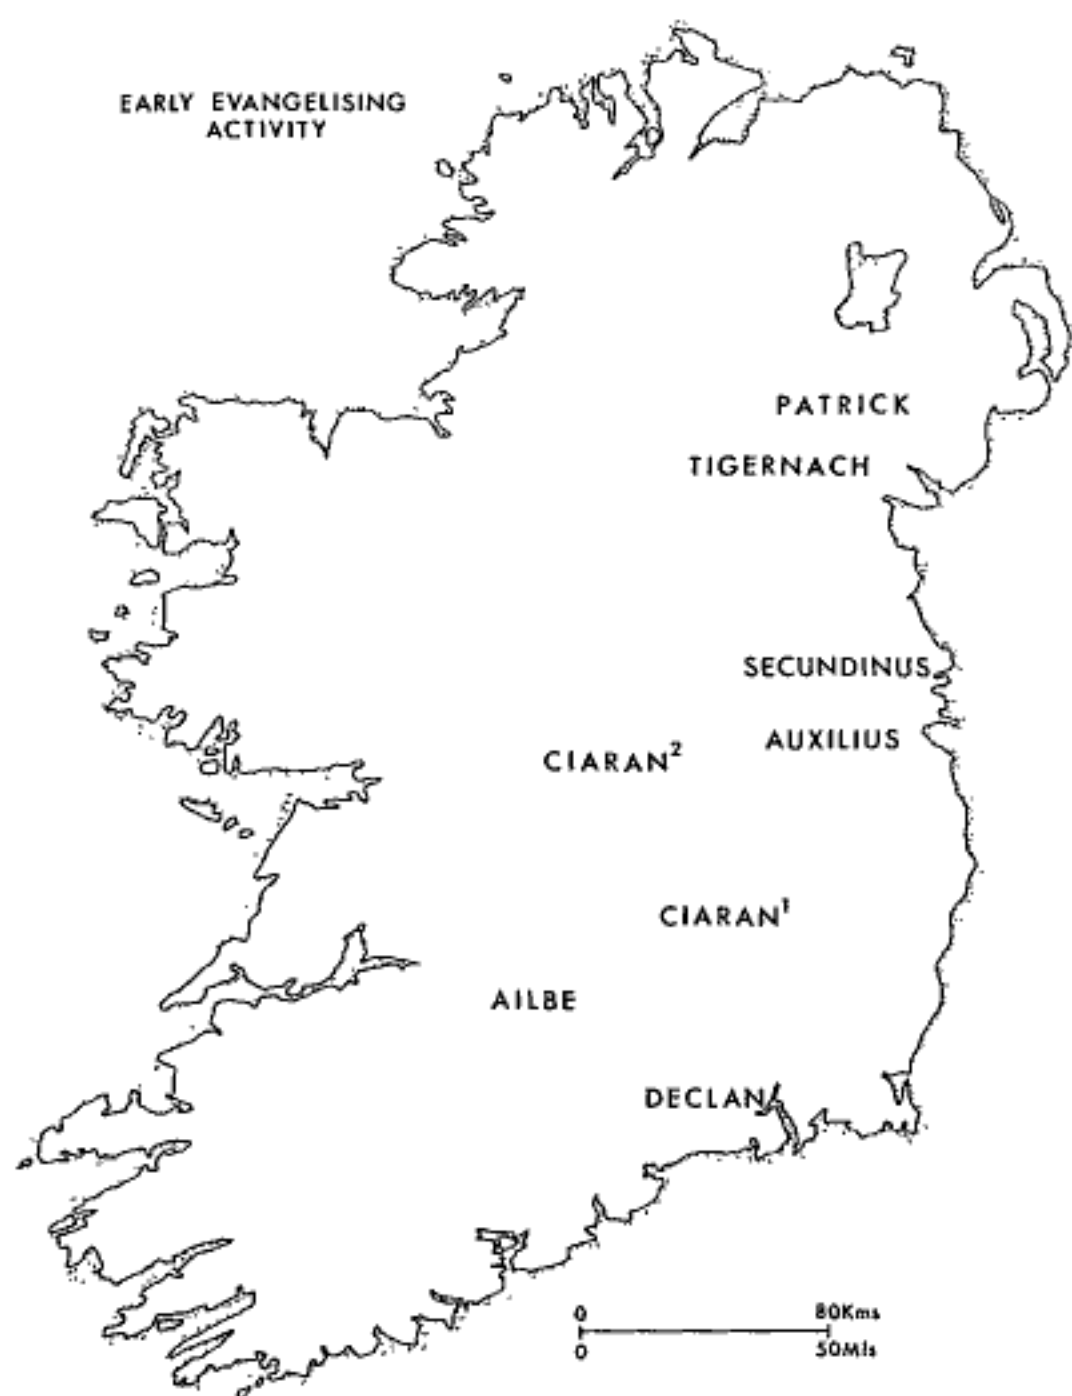 EARLY EVANGELISING
ACTIVITY
PATRICK
TIGERNACH
SECUNDINUS
AUXILIUS
CIARAN²
CIARAN¹
AILBE
DECLAN
0 80Kms
0 50Mls